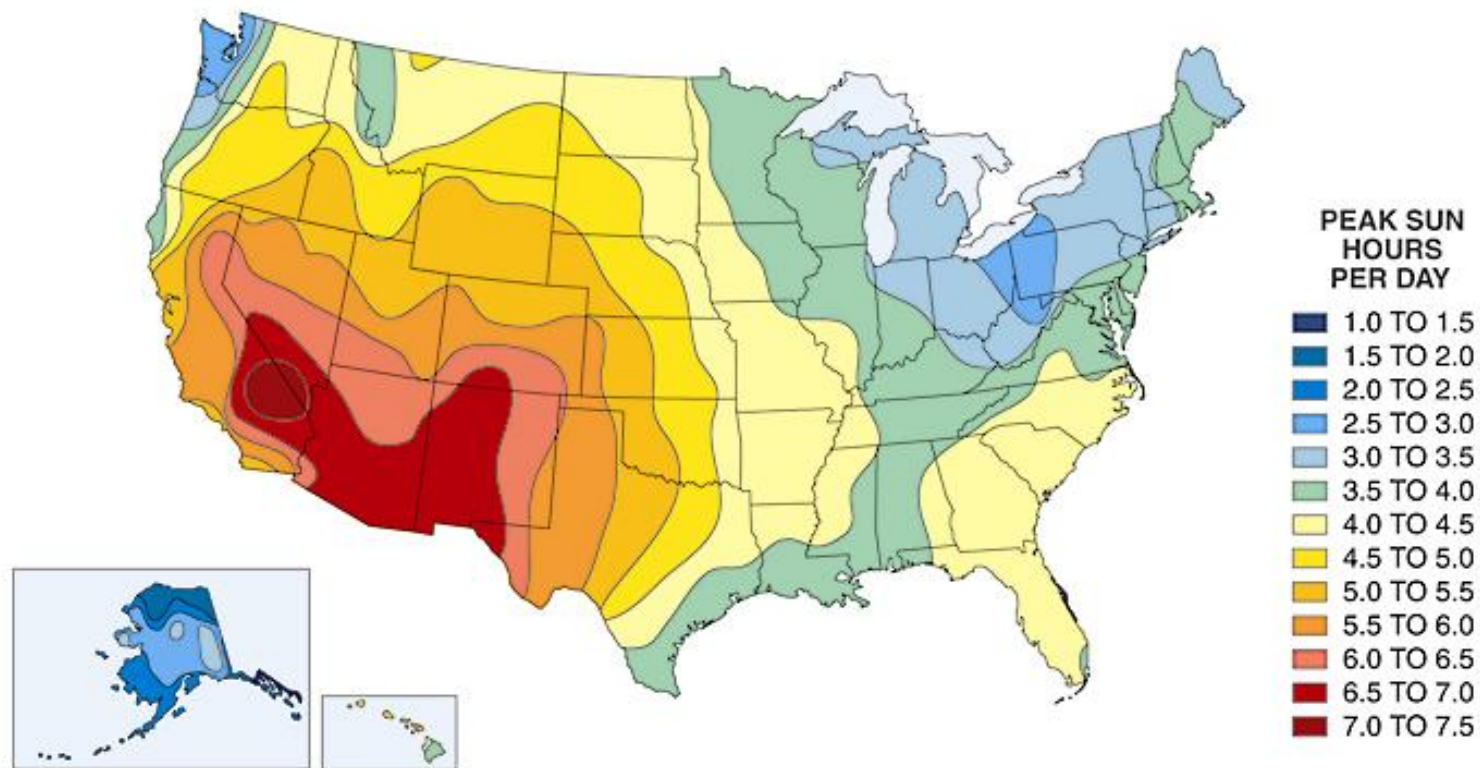 PEAK SUN
HOURS
PER DAY
1.0 TO 1.5
1.5 TO 2.0
2.0 TO 2.5
2.5 TO 3.0
3.0 TO 3.5
3.5 TO 4.0
4.0 TO 4.5
4.5 TO 5.0
5.0 TO 5.5
5.5 TO 6.0
6.0 TO 6.5
6.5 TO 7.0
7.0 TO 7.5